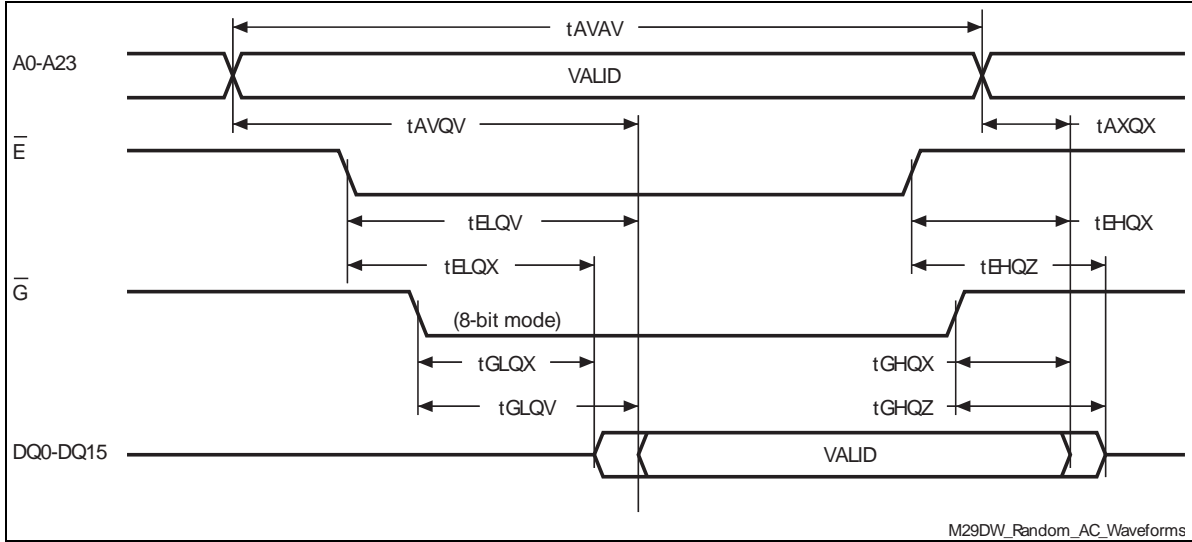 tAVAV
A0-A23
VALID
tAVQV
tAXQX
E
tELQV
tEHQX
tELQX
tEHQZ
G
(8-bit mode)
tGLQX
tGHQX
tGLQV
tGHQZ
DQ0-DQ15
VALID
M29DW_Random_AC_Waveforms